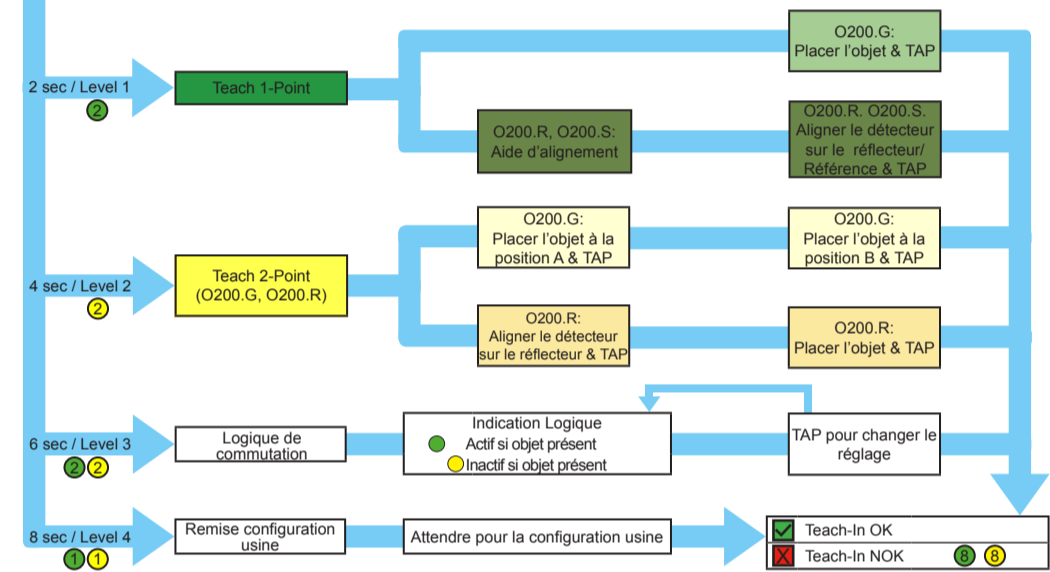 2 sec / Level 1
2
Teach 1-Point
O200.G:
Placer l'objet & TAP
O200.R, O200.S:
Aide d'alignement
O200.R. O200.S.
Aligner le détecteur
sur le réflecteur/
Référence & TAP
4 sec / Level 2
2
Teach 2-Point
(O200.G, O200.R)
O200.G:
Placer l'objet à la
position A & TAP
O200.G:
Placer l'objet à la
position B & TAP
O200.R:
Aligner le détecteur
sur le réflecteur & TAP
O200.R:
Placer l'objet & TAP
6 sec / Level 3
2 2
Logique de
commutation
Indication Logique
Actif si objet présent
Inactif si objet présent
TAP pour changer le
réglage
8 sec / Level 4
1 1
Remise configuration
usine
Attendre pour la configuration usine
Teach-In OK
Teach-In NOK 8 8